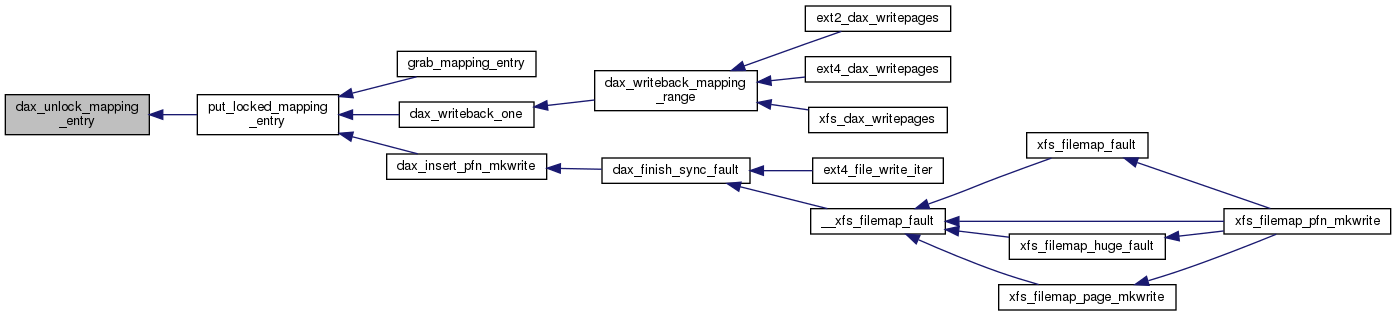 dax_unlock_mapping
_entry
put_locked_mapping
_entry
grab_mapping_entry
dax_writeback_one
dax_insert_pfn_mkwrite
dax_writeback_mapping
_range
ext2_dax_writepages
ext4_dax_writepages
xfs_dax_writepages
dax_finish_sync_fault
ext4_file_write_iter
__xfs_filemap_fault
xfs_filemap_fault
xfs_filemap_huge_fault
xfs_filemap_page_mkwrite
xfs_filemap_pfn_mkwrite